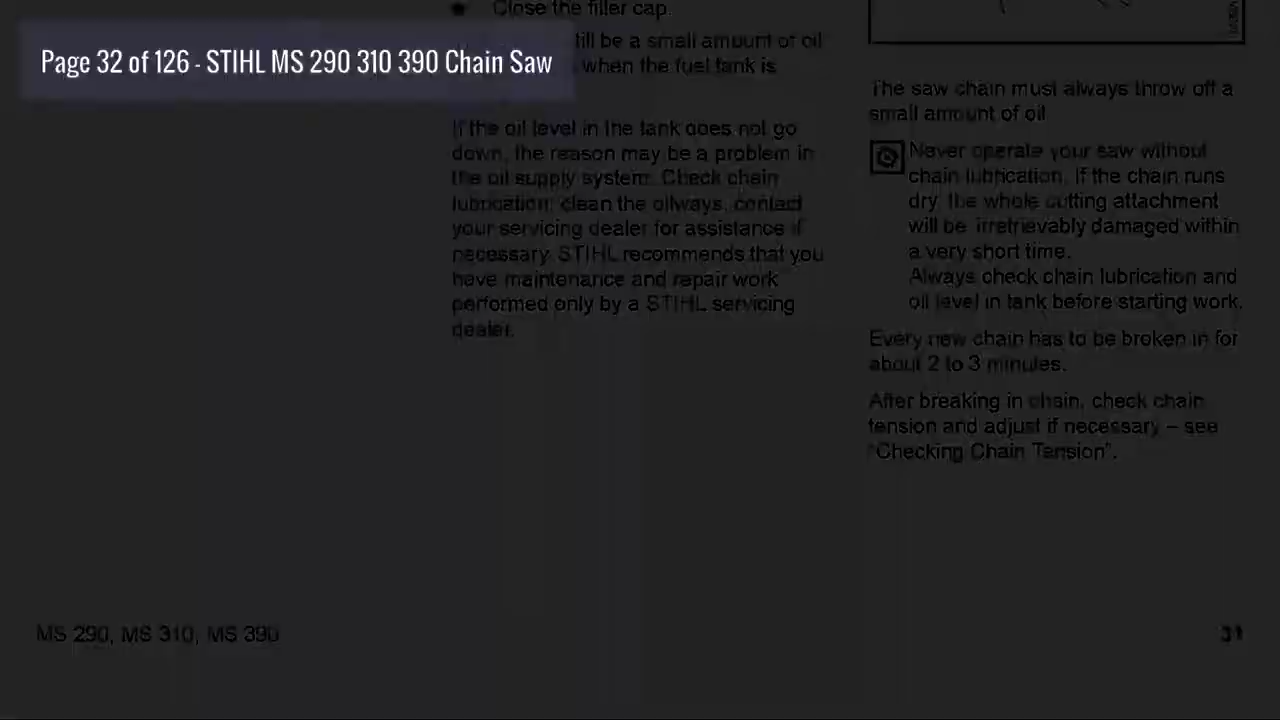 Close the filler cap.
Page 32 of 126 - STIHL MS 290 310 390 Chain Saw
till be a small amount of oil
when the fuel tank is
If the oil level in the tank does not go
down, the reason may be a problem in
the oil supply system: Check chain
lubrication, clean the oilways, contact
your servicing dealer for assistance if
necessary. STIHL recommends that you
have maintenance and repair work
performed only by a STIHL servicing
dealer.
The saw chain must always throw off a
small amount of oil.
Never operate your saw without
chain lubrication. If the chain runs
dry, the whole cutting attachment
will be irretrievably damaged within
a very short time.
Always check chain lubrication and
oil level in tank before starting work.
Every new chain has to be broken in for
about 2 to 3 minutes.
After breaking in chain, check chain
tension and adjust if necessary – see
"Checking Chain Tension".
MS 290, MS 310, MS 390
31